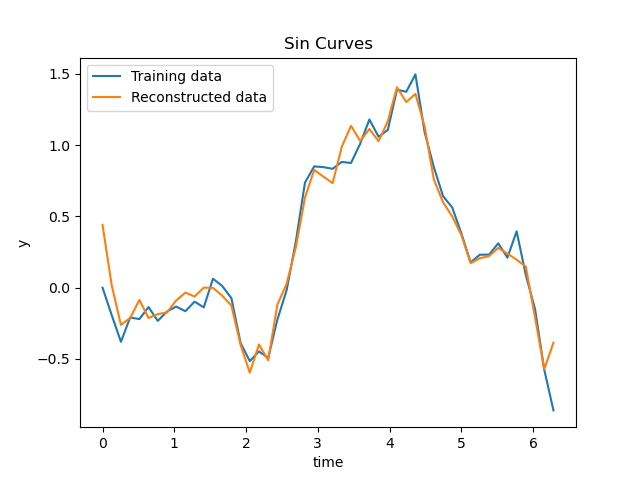 Sin Curves
Training data
Reconstructed data
1.5
1.0
0.5
0.0
−0.5
y
0 1 2 3 4 5 6
time